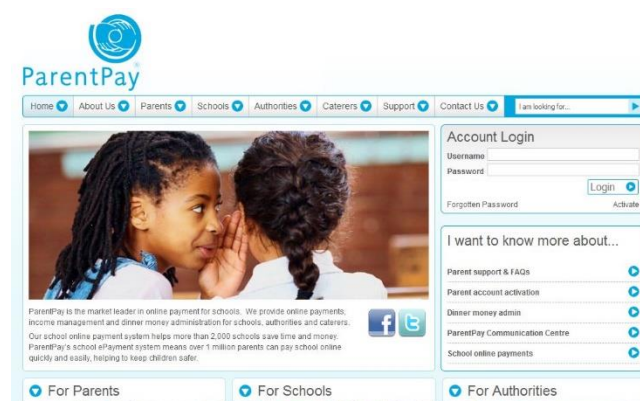 ParentPay
Home About Us Parents Schools Authorities Caterers Support Contact Us I am looking for...
Account Login
Username
Password
Login
Forgotten Password Activate
I want to know more about...
Parent support & FAQs
Parent account activation
Dinner money admin
ParentPay Communication Centre
School online payments
ParentPay is the market leader in online payment for schools. We provide online payments,
income management and dinner money administration for schools, authorities and caterers.
Our school online payment system helps more than 2,000 schools save time and money.
ParentPay's school ePayment system means over 1 million parents can pay school online
quickly and easily, helping to keep children safer.
f t
For Parents For Schools For Authorities